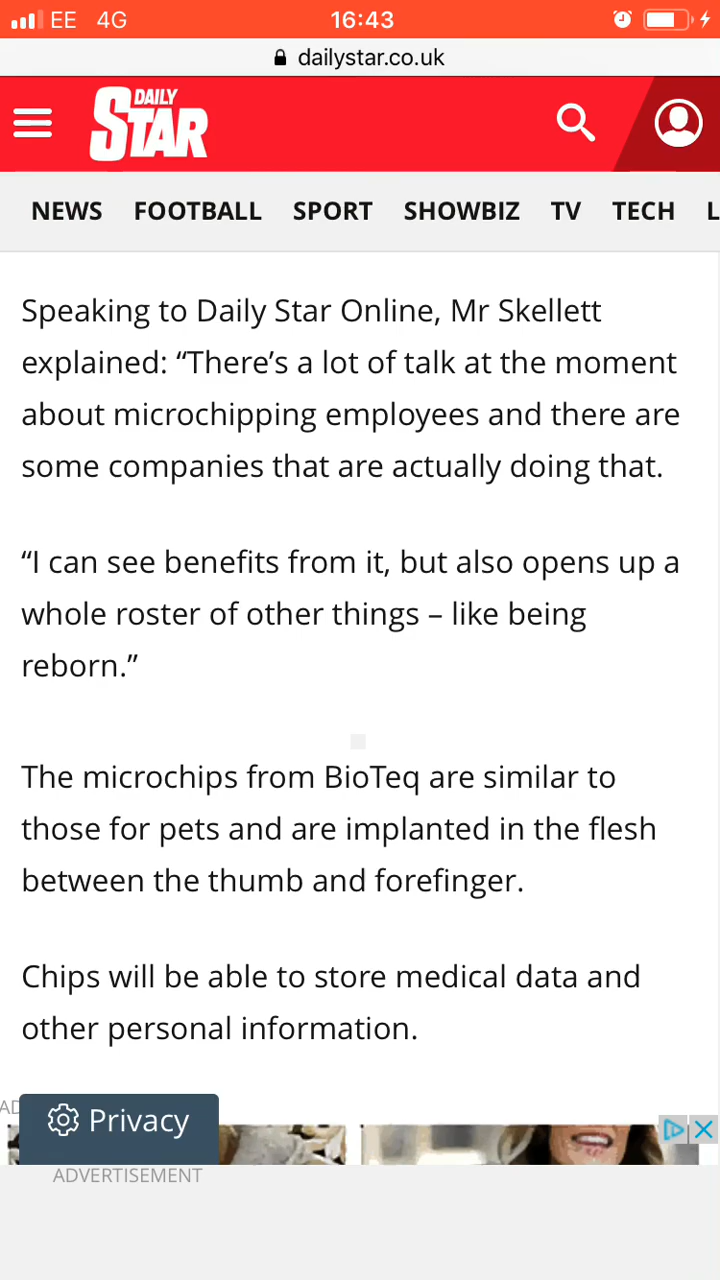 EE 4G 16:43
dailystar.co.uk
DAILY
STAR
NEWS FOOTBALL SPORT SHOWBIZ TV TECH L
Speaking to Daily Star Online, Mr Skellett
explained: “There’s a lot of talk at the moment
about microchipping employees and there are
some companies that are actually doing that.
“I can see benefits from it, but also opens up a
whole roster of other things – like being
reborn.”
The microchips from BioTeq are similar to
those for pets and are implanted in the flesh
between the thumb and forefinger.
Chips will be able to store medical data and
other personal information.
AD
Privacy
ADVERTISEMENT